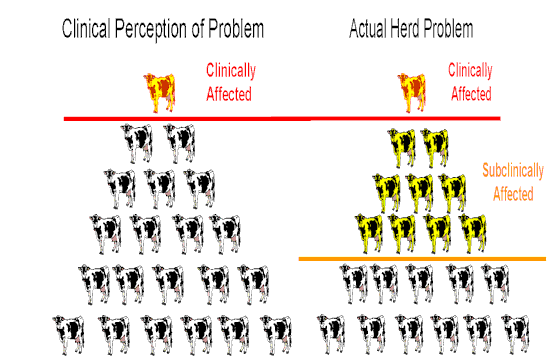 Clinical Perception of Problem
Actual Herd Problem
Clinically
Affected
Clinically
Affected
Subclinically
Affected